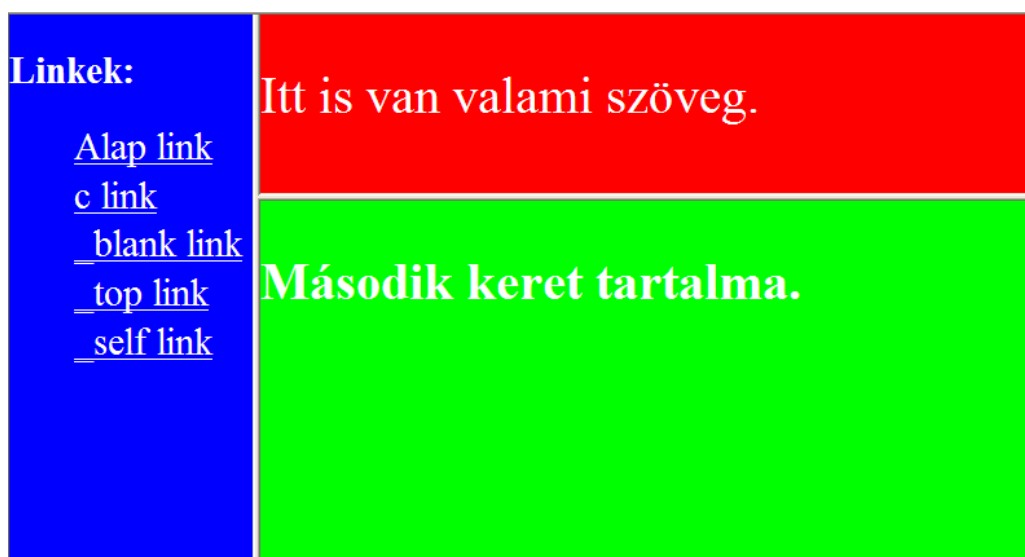 Linkek:
Alap link
c link
_blank link
_top link
_self link
Itt is van valami szöveg.
Második keret tartalma.